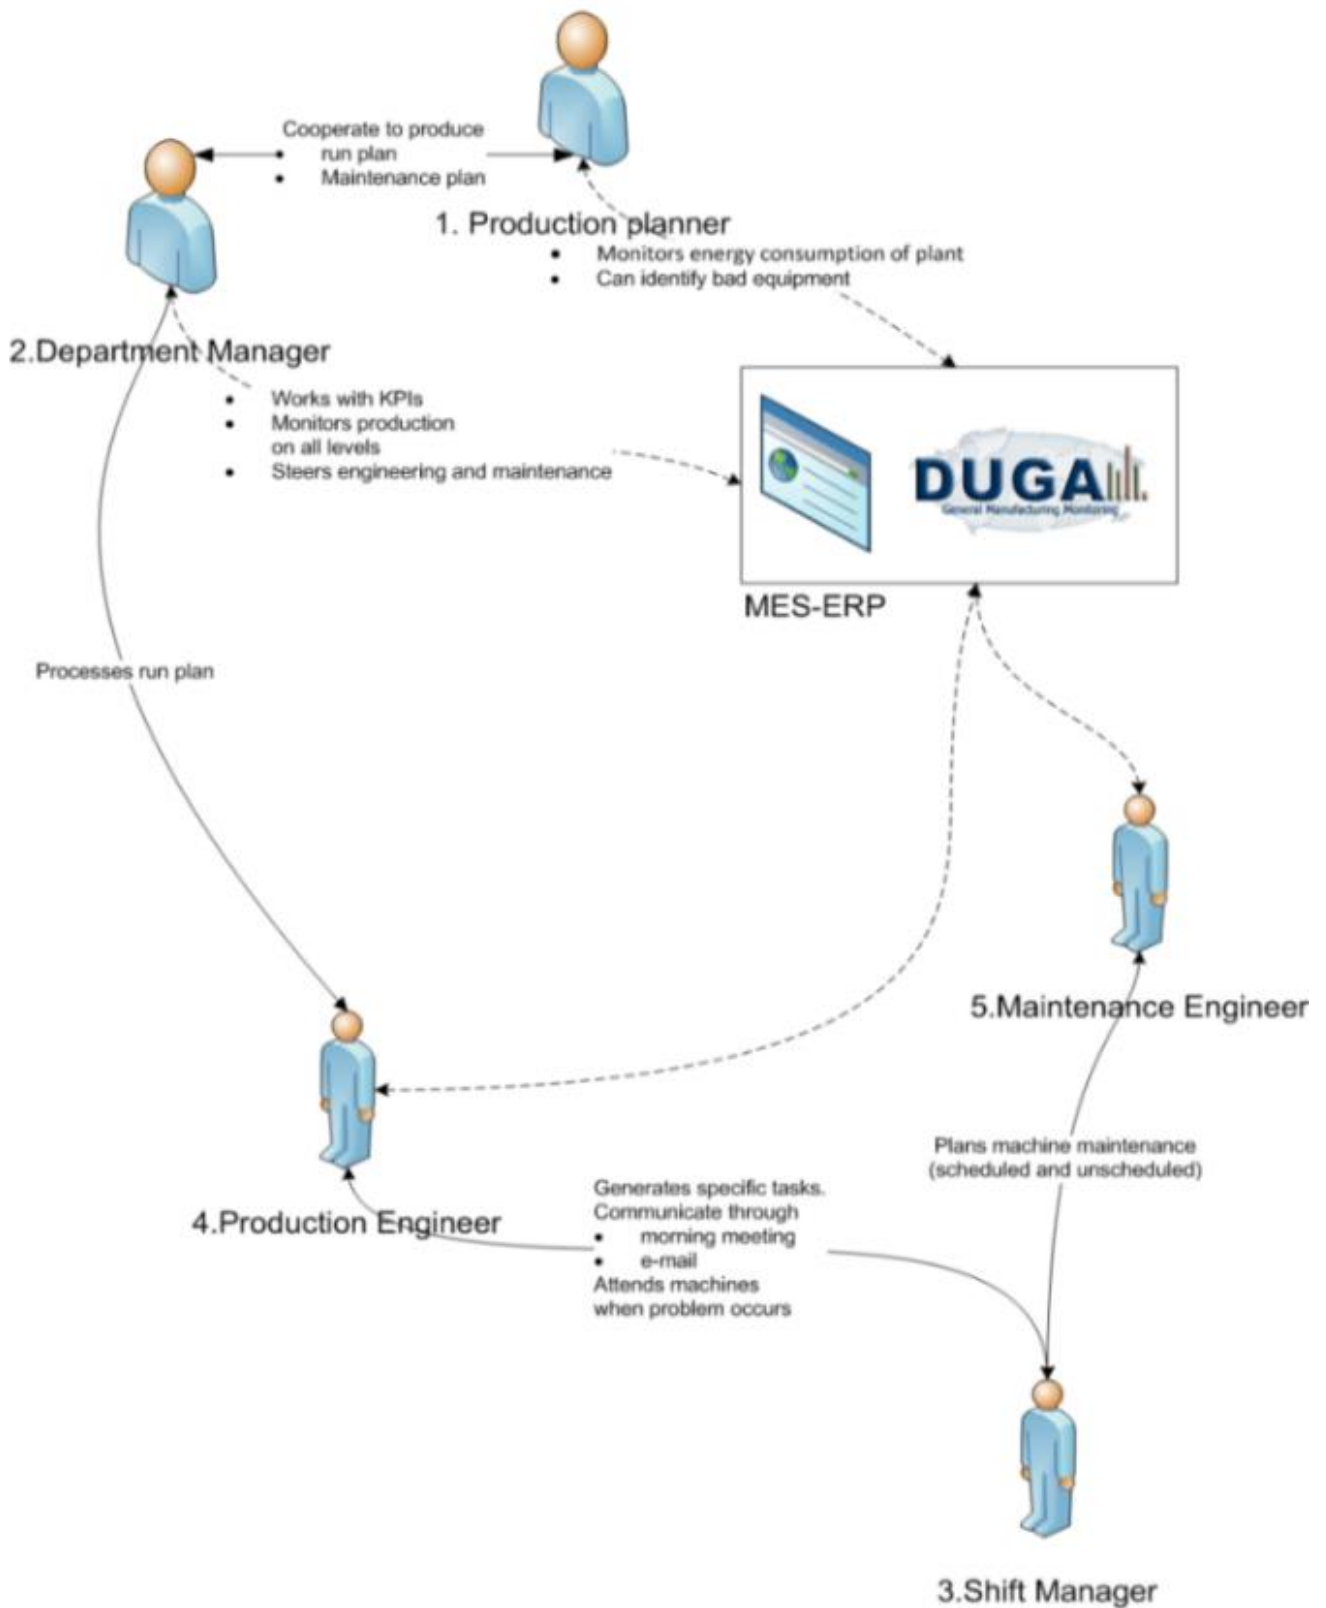 Cooperate to produce
• run plan
• Maintenance plan
1. Production planner
• Monitors energy consumption of plant
• Can identify bad equipment
2.Department Manager
• Works with KPIs
• Monitors production
on all levels
• Steers engineering and maintenance
DUGA
General Manufacturing Monitoring
MES-ERP
Processes run plan
5.Maintenance Engineer
Plans machine maintenance
(scheduled and unscheduled)
4.Production Engineer
Generates specific tasks.
Communicate through
• morning meeting
• e-mail
Attends machines
when problem occurs
3.Shift Manager